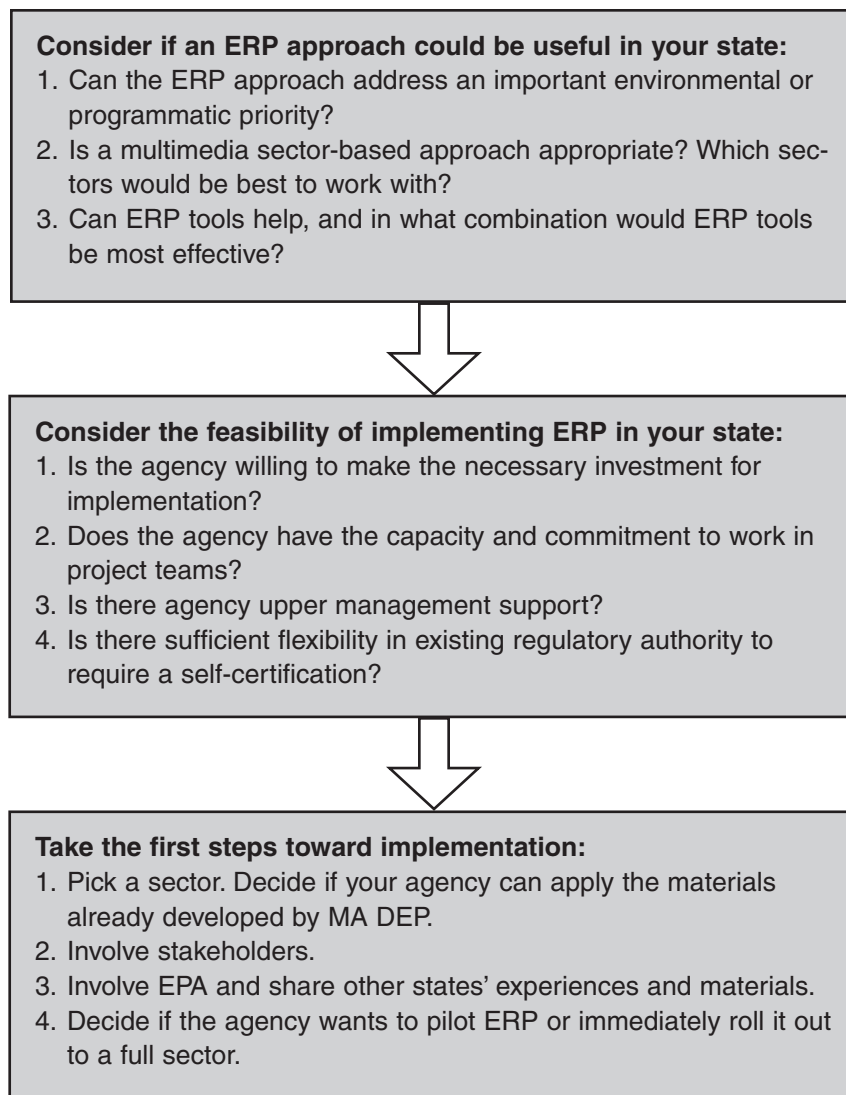 Consider if an ERP approach could be useful in your state:
1. Can the ERP approach address an important environmental or
programmatic priority?
2. Is a multimedia sector-based approach appropriate? Which sec-
tors would be best to work with?
3. Can ERP tools help, and in what combination would ERP tools
be most effective?
Consider the feasibility of implementing ERP in your state:
1. Is the agency willing to make the necessary investment for
implementation?
2. Does the agency have the capacity and commitment to work in
project teams?
3. Is there agency upper management support?
4. Is there sufficient flexibility in existing regulatory authority to
require a self-certification?
Take the first steps toward implementation:
1. Pick a sector. Decide if your agency can apply the materials
already developed by MA DEP.
2. Involve stakeholders.
3. Involve EPA and share other states’ experiences and materials.
4. Decide if the agency wants to pilot ERP or immediately roll it out
to a full sector.